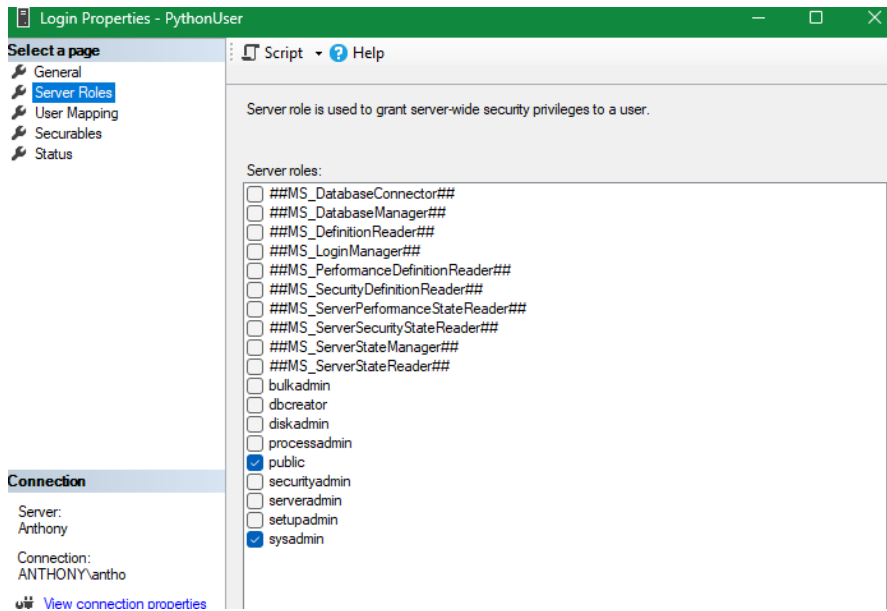 Login Properties - PythonUser
Select a page
General
Server Roles
User Mapping
Securables
Status
Connection
Server:
Anthony
Connection:
ANTHONY\antho
View connection properties
Script
Help
Server role is used to grant server-wide security privileges to a user.
Server roles:
##MS_DatabaseConnector##
##MS_DatabaseManager##
##MS_DefinitionReader##
##MS_LoginManager##
##MS_PerformanceDefinitionReader##
##MS_SecurityDefinitionReader##
##MS_ServerPerformanceStateReader##
##MS_ServerSecurityStateReader##
##MS_ServerStateManager##
##MS_ServerStateReader##
bulkadmin
dbcreator
diskadmin
processadmin
public
securityadmin
serveradmin
setupadmin
sysadmin